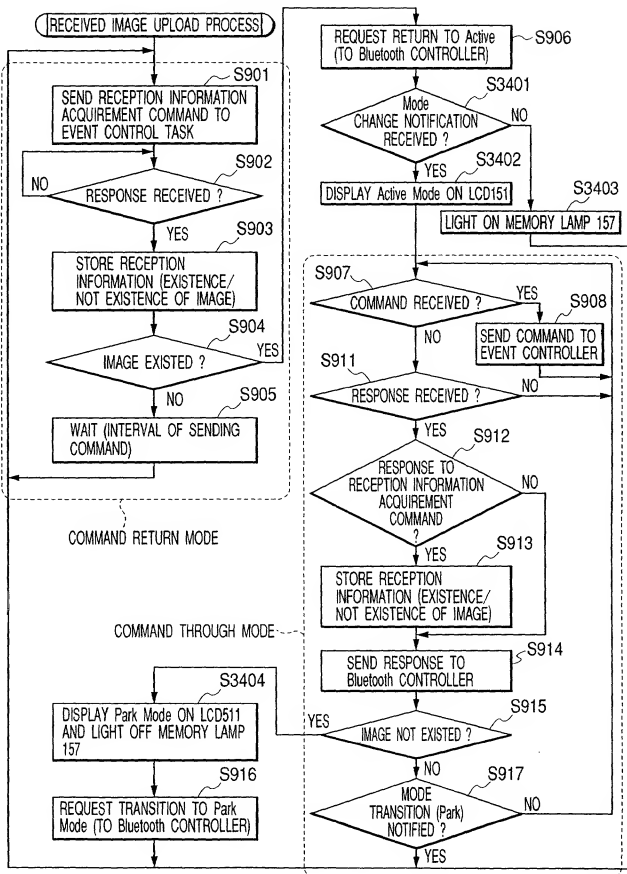 RECEIVED IMAGE UPLOAD PROCESS
S901
SEND RECEPTION INFORMATION
ACQUIREMENT COMMAND TO
EVENT CONTROL TASK
S902
NO
RESPONSE RECEIVED ?
YES
S903
STORE RECEPTION
INFORMATION (EXISTENCE/
NOT EXISTENCE OF IMAGE)
S904
IMAGE EXISTED ?
YES
NO
S905
WAIT (INTERVAL OF SENDING
COMMAND)
COMMAND RETURN MODE
REQUEST RETURN TO Active
(TO Bluetooth CONTROLLER)
S906
S3401
Mode
CHANGE NOTIFICATION
RECEIVED ?
NO
YES
S3402
DISPLAY Active MODE ON LCD151
S3403
LIGHT ON MEMORY LAMP 157
S907
COMMAND RECEIVED ?
YES
S908
SEND COMMAND TO
EVENT CONTROLLER
NO
S911
RESPONSE RECEIVED ?
NO
YES
S912
RESPONSE TO
RECEPTION INFORMATION
ACQUIREMENT
COMMAND
?
NO
YES
S913
STORE RECEPTION
INFORMATION (EXISTENCE/
NOT EXISTENCE OF IMAGE)
COMMAND THROUGH MODE
S914
SEND RESPONSE TO
Bluetooth CONTROLLER
S915
IMAGE NOT EXISTED ?
YES
NO
S3404
DISPLAY Park MODE ON LCD511
AND LIGHT OFF MEMORY LAMP
157
S916
REQUEST TRANSITION TO Park
Mode (TO Bluetooth CONTROLLER)
S917
MODE
TRANSITION (Park)
NOTIFIED ?
NO
YES